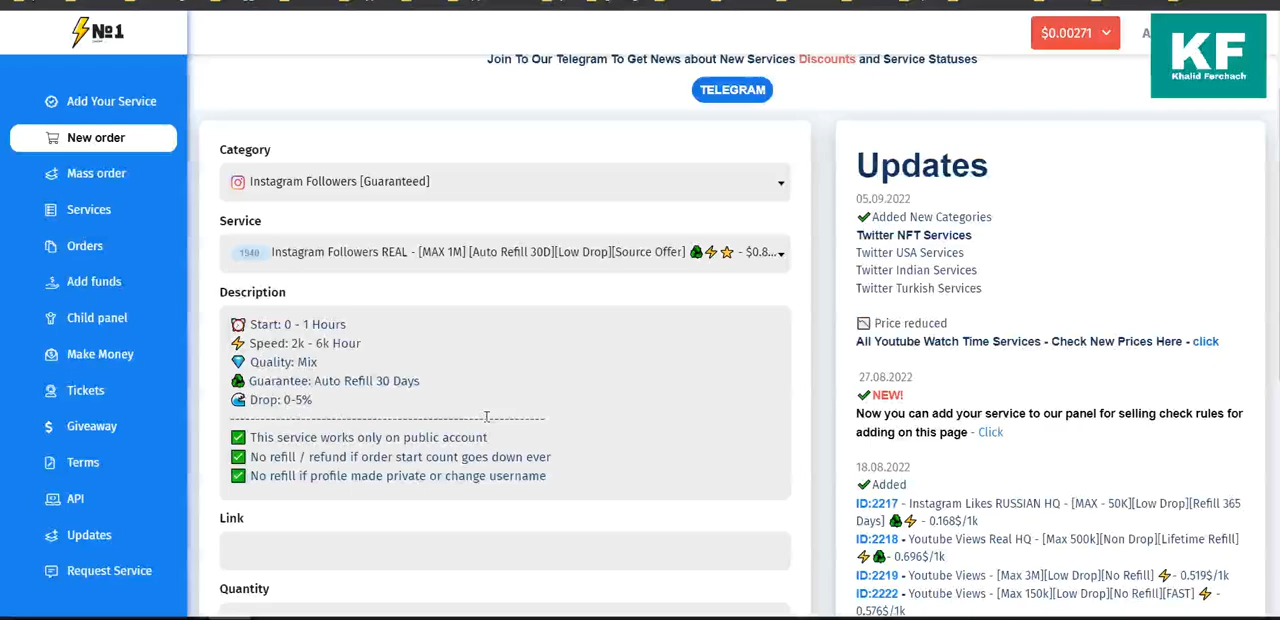 №1
$0.00271
A
KF
Khalid Ferchach
Join To Our Telegram To Get News about New Services Discounts and Service Statuses
TELEGRAM
Add Your Service
New order
Mass order
Services
Orders
Add funds
Child panel
Make Money
Tickets
Giveaway
Terms
API
Updates
Request Service
Category
Instagram Followers [Guaranteed]
Service
1540 Instagram Followers REAL - [MAX 1M] [Auto Refill 30D][Low Drop][Source Offer] ♻⚡⭐ - $0.8...
Description
⏰ Start: 0 - 1 Hours
⚡ Speed: 2k - 6k Hour
💎 Quality: Mix
♻ Guarantee: Auto Refill 30 Days
🌊 Drop: 0-5%
✅ This service works only on public account
✅ No refill / refund if order start count goes down ever
✅ No refill if profile made private or change username
Link
Quantity
Updates
05.09.2022
✔Added New Categories
Twitter NFT Services
Twitter USA Services
Twitter Indian Services
Twitter Turkish Services
Price reduced
All Youtube Watch Time Services - Check New Prices Here - click
27.08.2022
✔NEW!
Now you can add your service to our panel for selling check rules for
adding on this page - Click
18.08.2022
✔Added
ID:2217 - Instagram Likes RUSSIAN HQ - [MAX - 50K][Low Drop][Refill 365
Days] ♻⚡ - 0.168$/1k
ID:2218 - Youtube Views Real HQ - [Max 500k][Non Drop][Lifetime Refill]
⚡♻- 0.696$/1k
ID:2219 - Youtube Views - [Max 3M][Low Drop][No Refill] ⚡- 0.519$/1k
ID:2222 - Youtube Views - [Max 150k][Low Drop][No Refill][FAST] ⚡ -
0.576$/1k